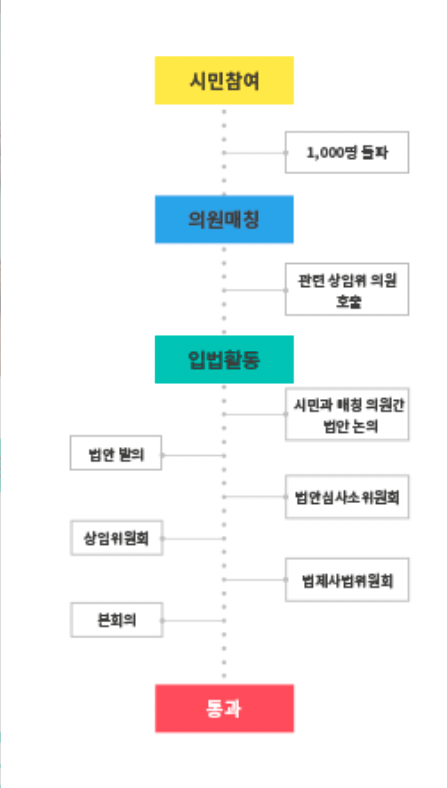 시민참여
1,000명 돌파
의원매칭
관련 상임위 의원
호출
입법활동
시민과 매칭 의원간
법안 논의
법안 발의
법안심사소위원회
상임위원회
법제사법위원회
본회의
통과